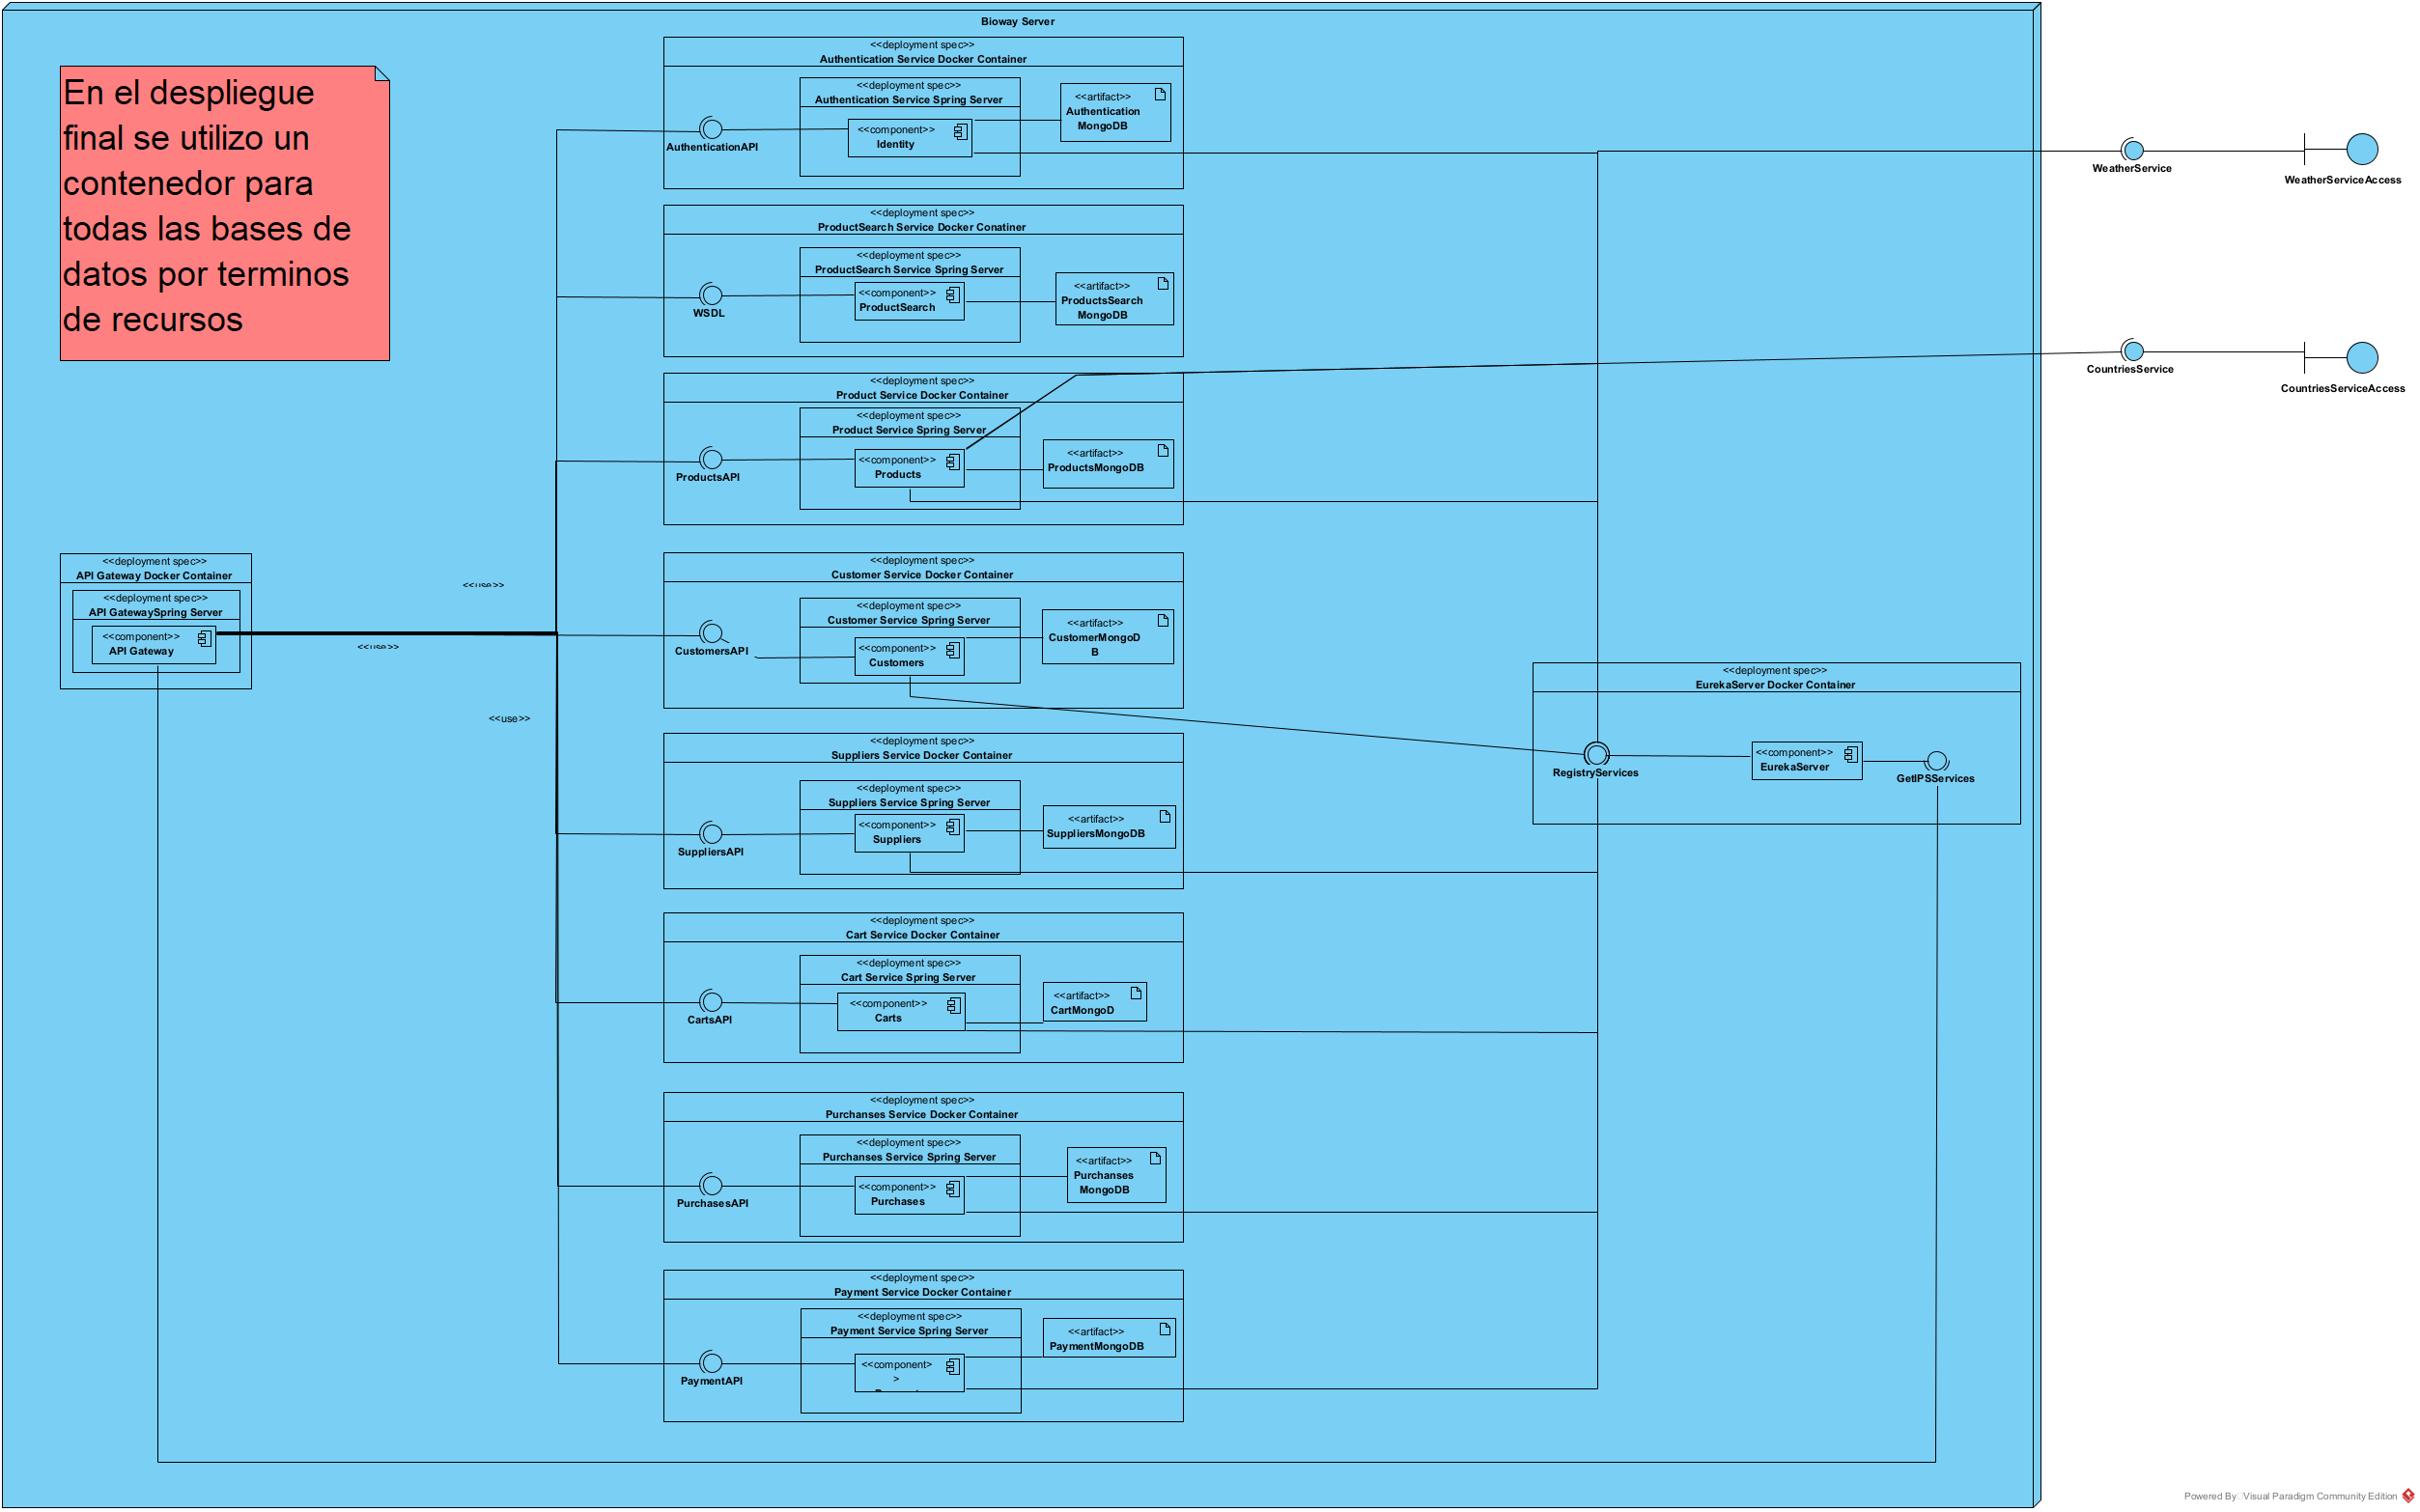 Bioway Server
En el despliegue
final se utilizo un
contenedor para
todas las bases de
datos por terminos
de recursos
<<deployment spec>>
Authentication Service Docker Container
<<deployment spec>>
Authentication Service Spring Server
<<component>>
Identity
<<artifact>>
Authentication
MongoDB
AuthenticationAPI
WeatherService
WeatherServiceAccess
<<deployment spec>>
ProductSearch Service Docker Conatiner
<<deployment spec>>
ProductSearch Service Spring Server
<<component>>
ProductSearch
<<artifact>>
ProductsSearch
MongoDB
WSDL
CountriesService
CountriesServiceAccess
<<deployment spec>>
Product Service Docker Container
<<deployment spec>>
Product Service Spring Server
<<component>>
Products
<<artifact>>
ProductsMongoDB
ProductsAPI
<<deployment spec>>
API Gateway Docker Container
<<deployment spec>>
API GatewaySpring Server
<<component>>
API Gateway
<<use>>
<<use>>
<<use>>
<<deployment spec>>
Customer Service Docker Container
<<deployment spec>>
Customer Service Spring Server
<<component>>
Customers
<<artifact>>
CustomerMongoD
B
CustomersAPI
<<deployment spec>>
EurekaServer Docker Container
RegistryServices
<<component>>
EurekaServer
GetIPSServices
<<deployment spec>>
Suppliers Service Docker Container
<<deployment spec>>
Suppliers Service Spring Server
<<component>>
Suppliers
<<artifact>>
SuppliersMongoDB
SuppliersAPI
<<deployment spec>>
Cart Service Docker Container
<<deployment spec>>
Cart Service Spring Server
<<component>>
Carts
<<artifact>>
CartMongoD
CartsAPI
<<deployment spec>>
Purchanses Service Docker Container
<<deployment spec>>
Purchanses Service Spring Server
<<component>>
Purchases
<<artifact>>
Purchanses
MongoDB
PurchasesAPI
<<deployment spec>>
Payment Service Docker Container
<<deployment spec>>
Payment Service Spring Server
<<component>
>
<<artifact>>
PaymentMongoDB
PaymentAPI
Powered By Visual Paradigm Community Edition